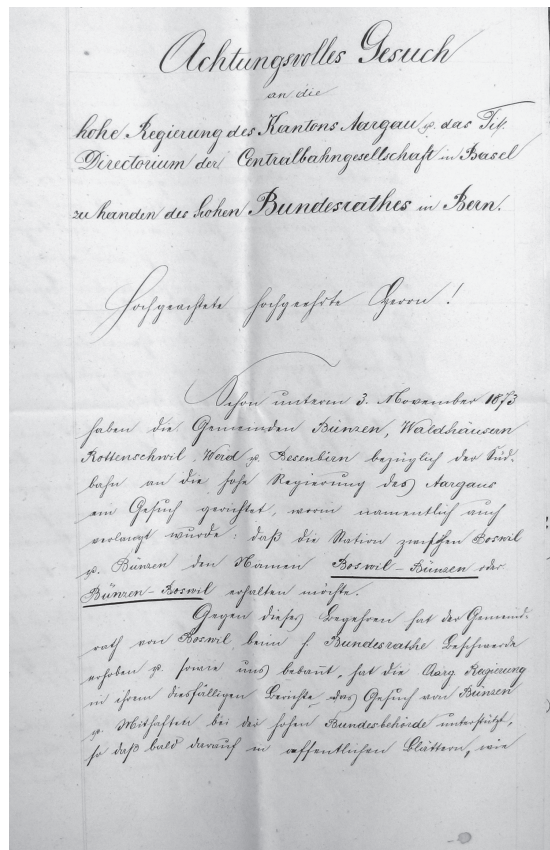 Achtungsvolles Gesuch
an die
hohe Regierung des Kantons Aargau u. das Tit.
Directorium der Centralbahngesellschaft in Basel
zu handen des hohen Bundesrathes in Bern.
Hochgeachtete hochgeehrte Herrn!
Schon unterm 3. November 1873
haben die Gemeinden Bünzen, Waldhäusern
Rottenschwil, Werd u. Besenbirn bezüglich der Süd-
bahn an die hohe Regierung des Aargaus
ein Gesuch gerichtet, worin namentlich auch
verlangt wurde: daß die Station zwischen Boswil
u. Bünzen den Namen Boswil-Bünzen oder
Bünzen-Boswil erhalten möchte.
Gegen dieses Begehren hat der Gemeind-
rath von Boswil beim h. Bundesrathe Beschwerde
erhoben u. sowie uns bekannt, hat die Aarg Regierung
in ihrem diesfälligen Berichte das Gesuch von Bünzen
u. Mithaften bei der hohen Bundesbehörde unterstützt,
so daß bald darauf in öffentlichen Blättern, wie